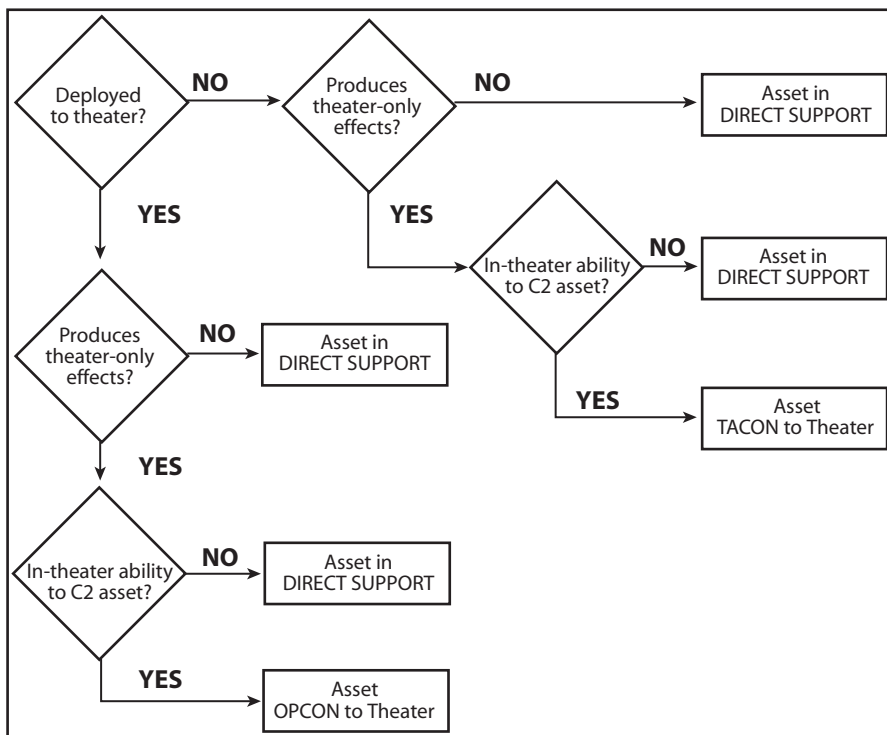 Deployed
to theater?
NO
Produces
theater-only
effects?
NO
Asset in
DIRECT SUPPORT
YES
YES
In-theater ability
to C2 asset?
NO
Asset in
DIRECT SUPPORT
Produces
theater-only
effects?
NO
Asset in
DIRECT SUPPORT
YES
Asset
TACON to Theater
YES
In-theater ability
to C2 asset?
NO
Asset in
DIRECT SUPPORT
YES
Asset
OPCON to Theater